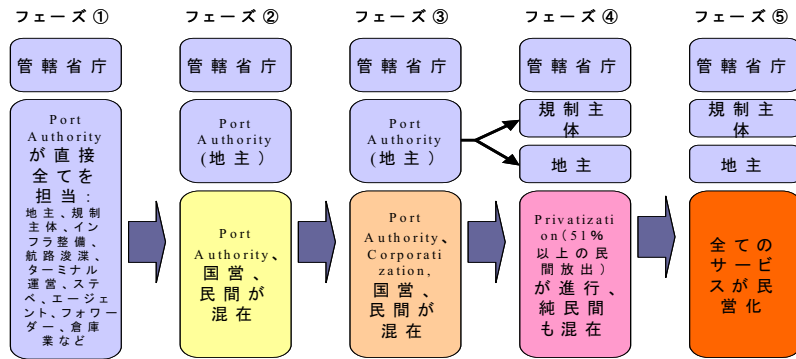 フェーズ①
フェーズ②
フェーズ③
フェーズ④
フェーズ⑤
管轄省庁
管轄省庁
管轄省庁
管轄省庁
管轄省庁
Port
Authority
が直接
全てを
担当：
地主、規制
主体、イン
フラ整備、
航路浚渫、
ターミナル
運営、ステ
ベ、エージェ
ント、フォワー
ダー、倉庫
業など
Port
Authority
(地主)
Port
Authority、
国営、
民間が
混在
Port
Authority
(地主)
Port
Authority、
Corporati
zation,
国営、
民間が
混在
規制主
体
地主
Privatizati
on(51%
以上の民
間放出)
が進行、
純民間
も混在
規制主
体
地主
全ての
サービ
スが民
営化